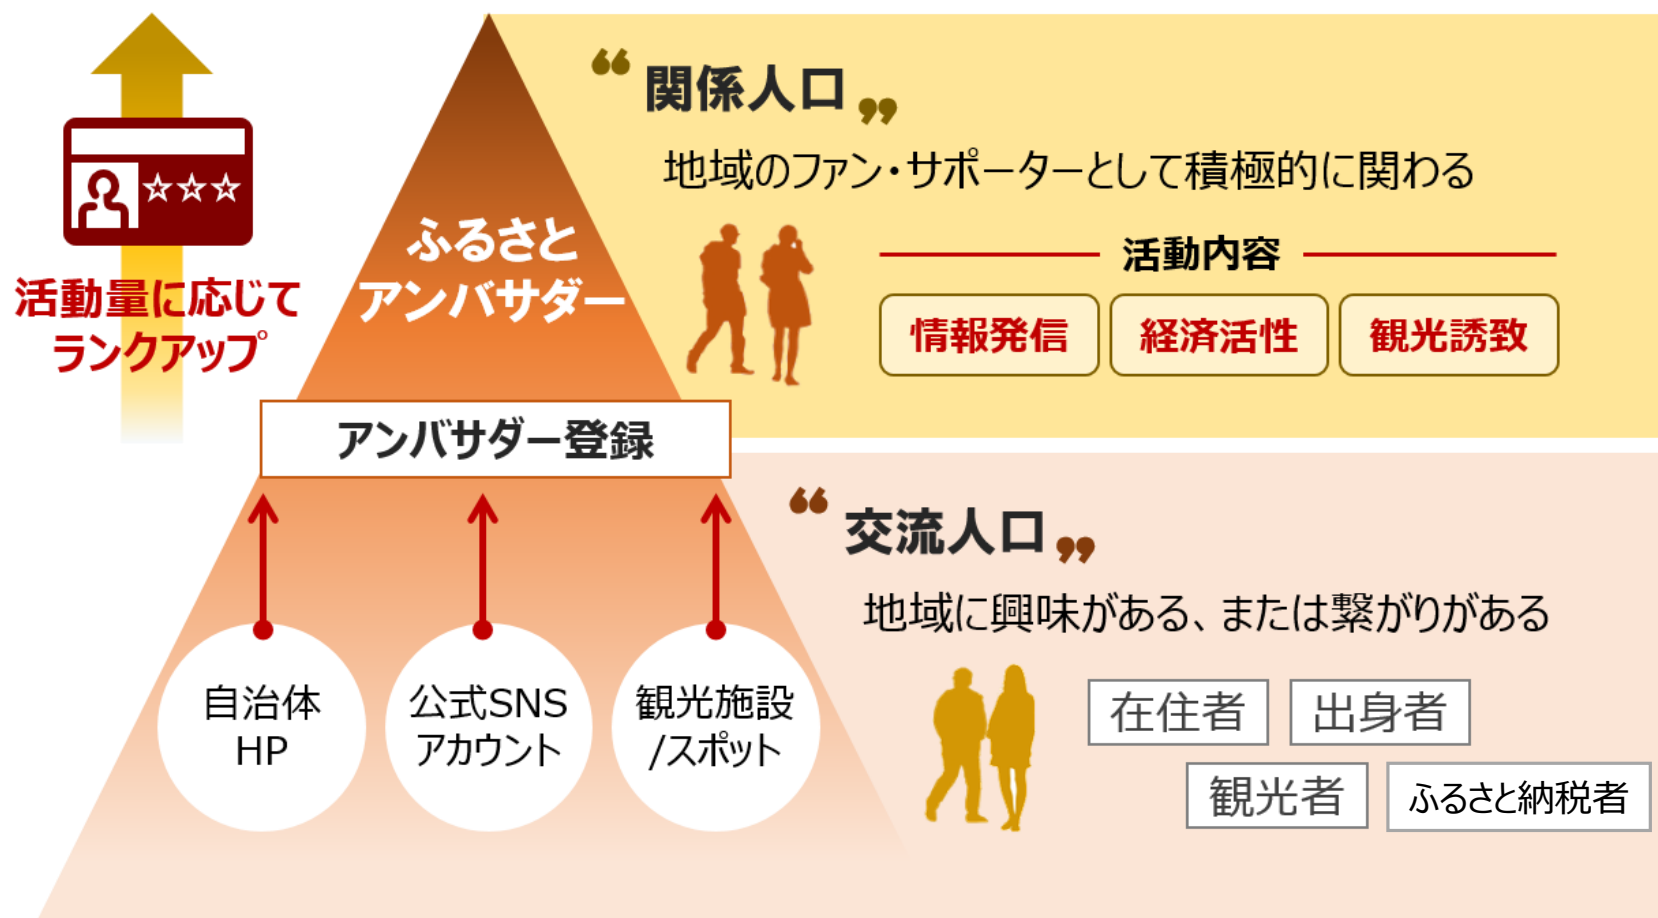 関係人口
地域のファン・サポーターとして積極的に関わる
ふるさと
アンバサダー
活動内容
情報発信 経済活性 観光誘致
活動量に応じて
ランクアップ
アンバサダー登録
交流人口
地域に興味がある、または繋がりがある
自治体
HP
公式SNS
アカウント
観光施設
/スポット
在住者 出身者
観光者 ふるさと納税者